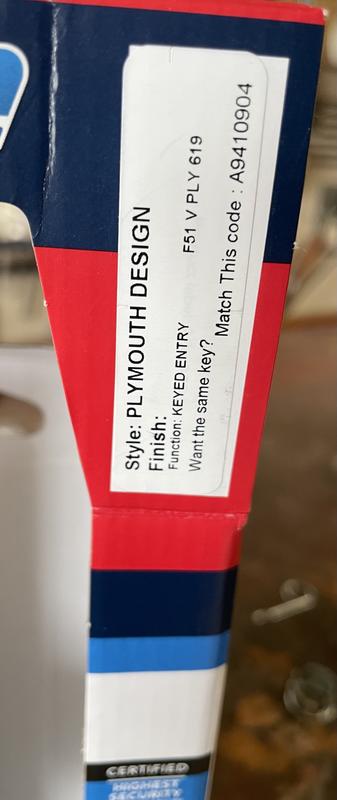 Style: PLYMOUTH DESIGN
Finish:
Function: KEYED ENTRY F51 V PLY 619
Want the same key? Match This code : A9410904
CERTIFIED
HIGHEST
SECURITY